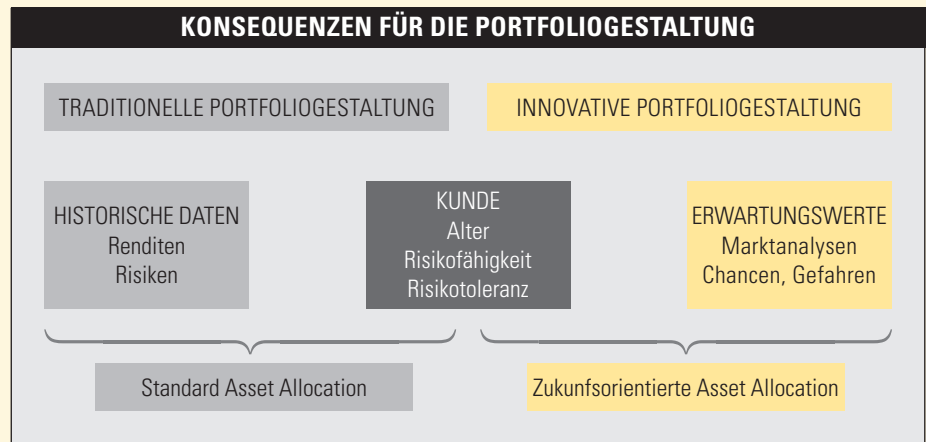 KONSEQUENZEN FÜR DIE PORTFOLIOGESTALTUNG
TRADITIONELLE PORTFOLIOGESTALTUNG
INNOVATIVE PORTFOLIOGESTALTUNG
HISTORISCHE DATEN
Renditen
Risiken
KUNDE
Alter
Risikofähigkeit
Risikotoleranz
ERWARTUNGSWERTE
Marktanalysen
Chancen, Gefahren
Standard Asset Allocation
Zukunfsorientierte Asset Allocation